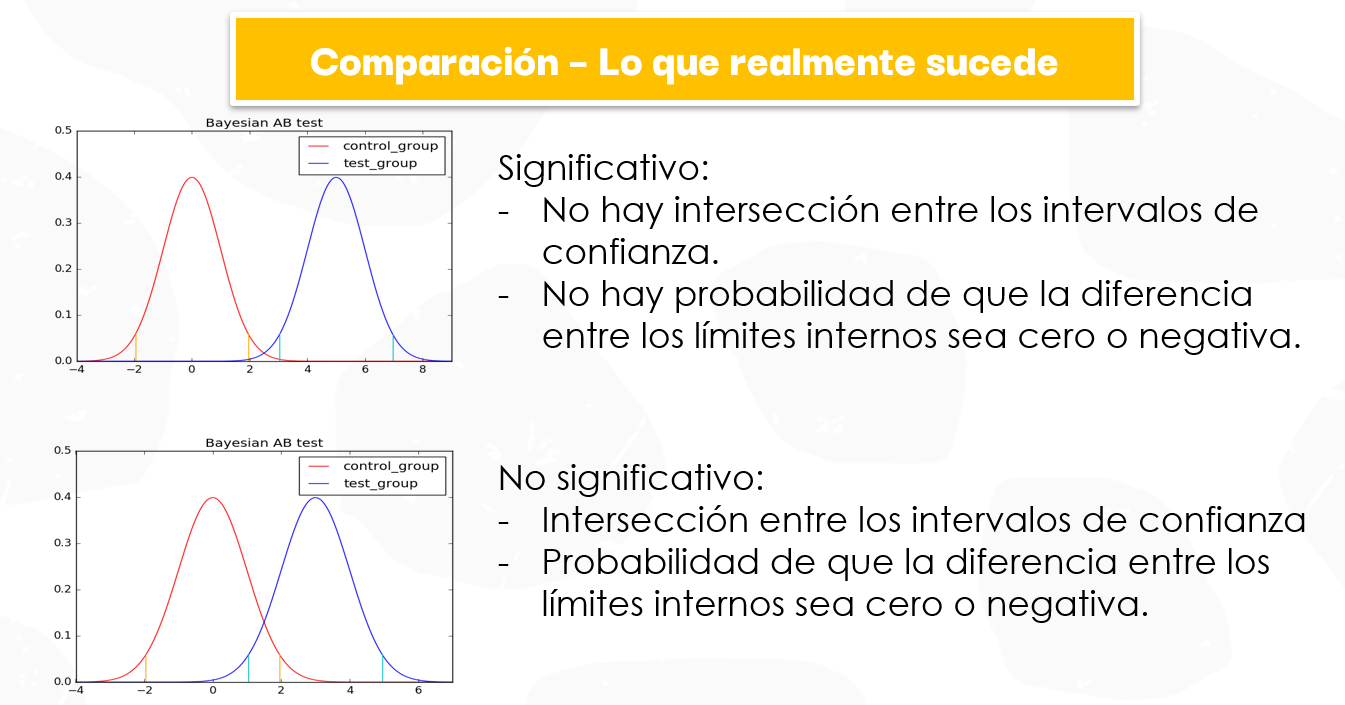 Comparación – Lo que realmente sucede
Bayesian AB test
control_group
test_group
0.5
0.4
0.3
0.2
0.1
0.0
−4 −2 0 2 4 6 8
Significativo:
- No hay intersección entre los intervalos de
confianza.
- No hay probabilidad de que la diferencia
entre los límites internos sea cero o negativa.
Bayesian AB test
control_group
test_group
0.5
0.4
0.3
0.2
0.1
0.0
−4 −2 0 2 4 6
No significativo:
- Intersección entre los intervalos de confianza
- Probabilidad de que la diferencia entre los
límites internos sea cero o negativa.